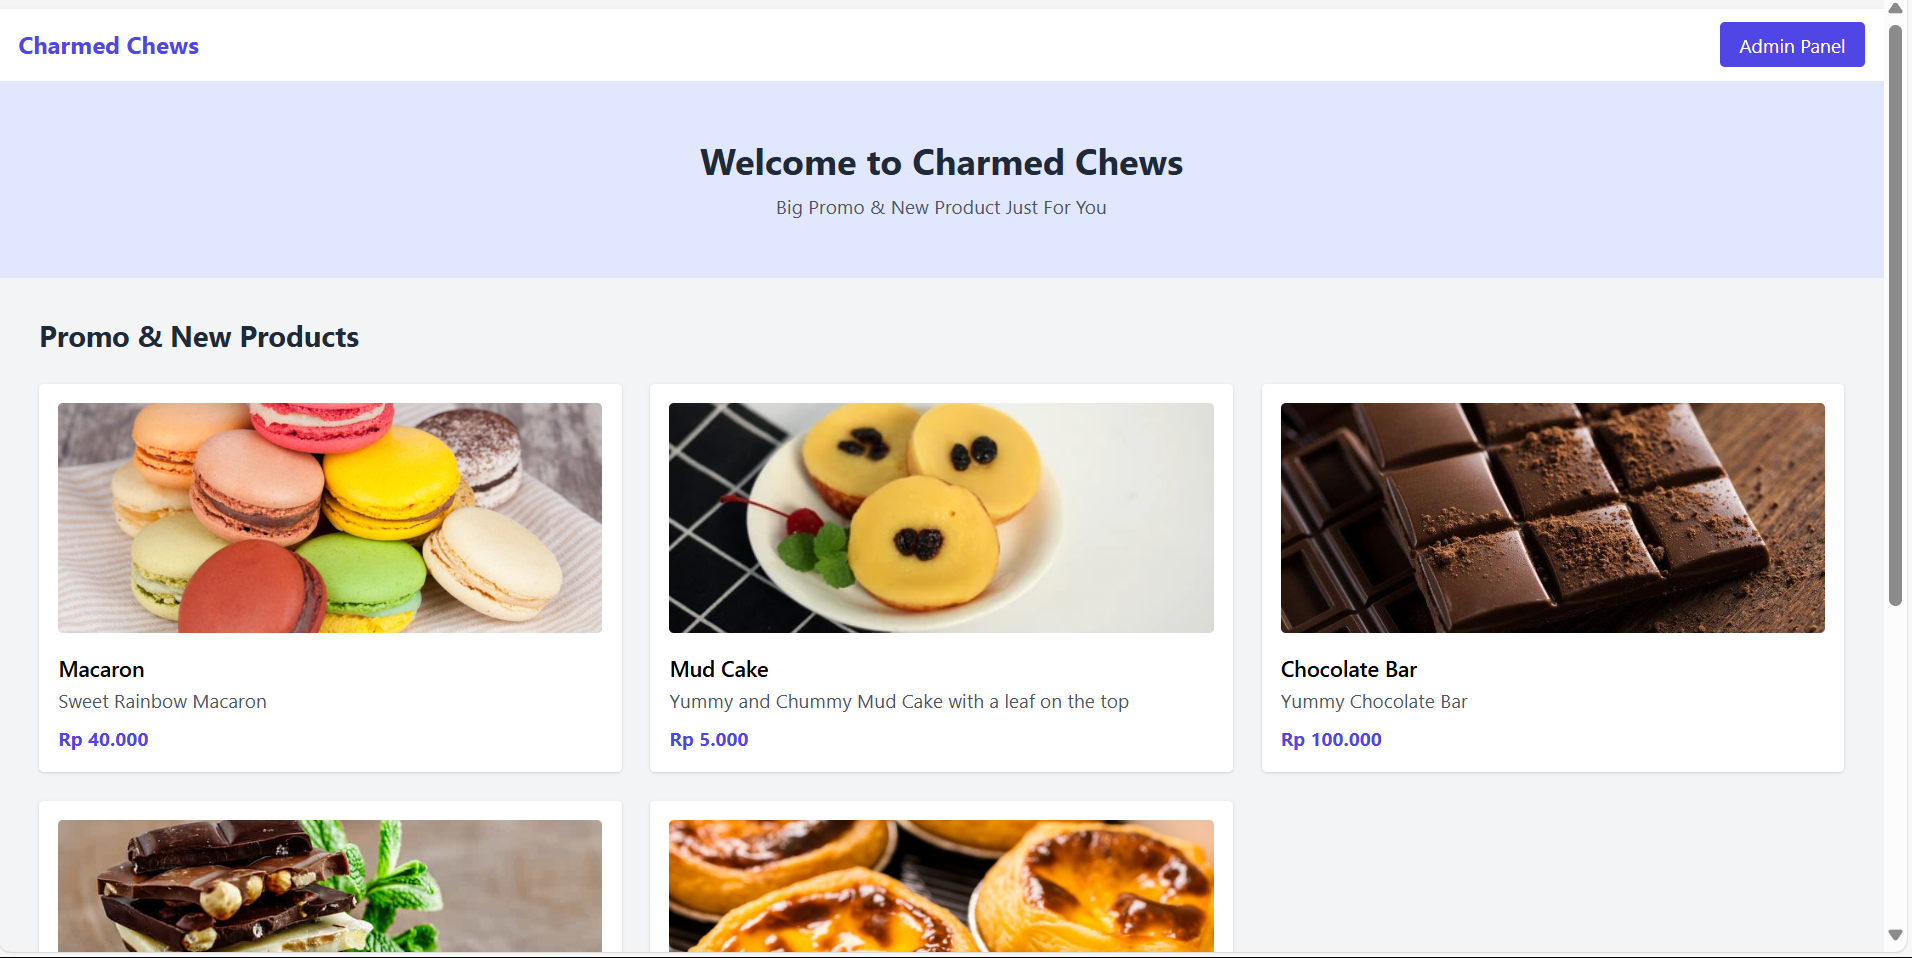 Charmed Chews
Admin Panel
Welcome to Charmed Chews
Big Promo & New Product Just For You
Promo & New Products
Macaron
Sweet Rainbow Macaron
Rp 40.000
Mud Cake
Yummy and Chummy Mud Cake with a leaf on the top
Rp 5.000
Chocolate Bar
Yummy Chocolate Bar
Rp 100.000